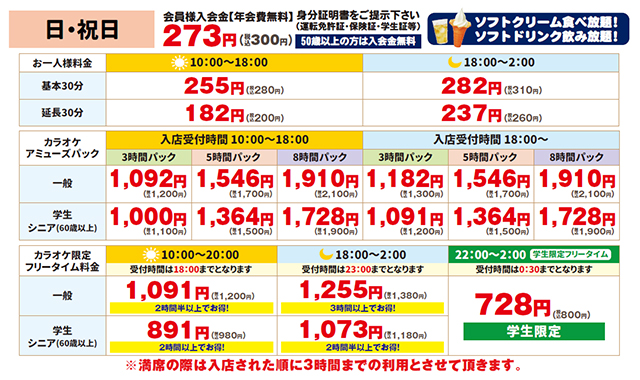 日・祝日
会員様入会金【年会費無料】
273円(税込300円)
身分証明書をご提示下さい
(運転免許証・保険証・学生証等)
50歳以上の方は入会金無料
ソフトクリーム食べ放題!
ソフトドリンク飲み放題!
お一人様料金 10:00～18:00 18:00～2:00
基本30分 255円(税込280円) 282円(税込310円)
延長30分 182円(税込200円) 237円(税込260円)
カラオケ
アミューズパック
入店受付時間 10:00～18:00 入店受付時間 18:00～
3時間パック 5時間パック 8時間パック 3時間パック 5時間パック 8時間パック
一般 1,092円(税込1,200円) 1,546円(税込1,700円) 1,910円(税込2,100円) 1,182円(税込1,300円) 1,546円(税込1,700円) 1,910円(税込2,100円)
学生
シニア(60歳以上)
1,000円(税込1,100円) 1,364円(税込1,500円) 1,728円(税込1,900円) 1,091円(税込1,200円) 1,364円(税込1,500円) 1,728円(税込1,900円)
カラオケ限定
フリータイム料金
10:00～20:00 18:00～2:00 22:00～2:00 学生限定フリータイム
受付時間は18:00までとなります 受付時間は23:00までとなります 受付時間は0:30までとなります
一般 1,091円(税込1,200円) 1,255円(税込1,380円)
2時間半以上でお得! 3時間以上でお得!
学生
シニア(60歳以上)
891円(税込980円) 1,073円(税込1,180円)
2時間以上でお得! 2時間半以上でお得!
728円(税込800円)
学生限定
※満席の際は入店された順に3時間までの利用とさせて頂きます。